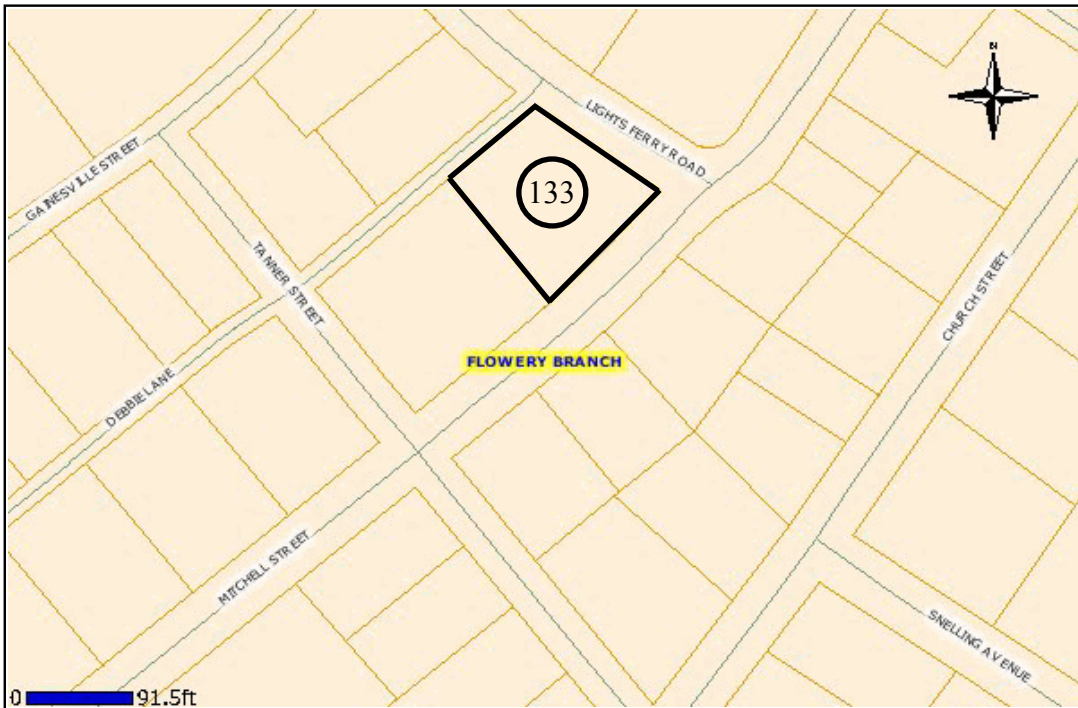 N
LIGHTS FERRY ROAD
GAINESVILLE STREET
133
TANNER STREET
CHURCH STREET
FLOWERY BRANCH
DEBBIE LANE
MITCHELL STREET
SNELLING AVENUE
0 91.5ft